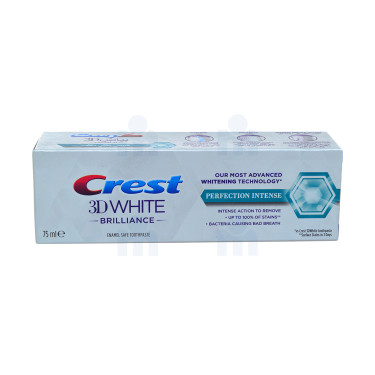 3D White
Crest
3DWHITE
BRILLIANCE
75 ml e
ENAMEL SAFE TOOTHPASTE
OUR MOST ADVANCED
WHITENING TECHNOLOGY*
PERFECTION INTENSE
INTENSE ACTION TO REMOVE
- UP TO 100% OF STAINS**
- BACTERIA CAUSING BAD BREATH